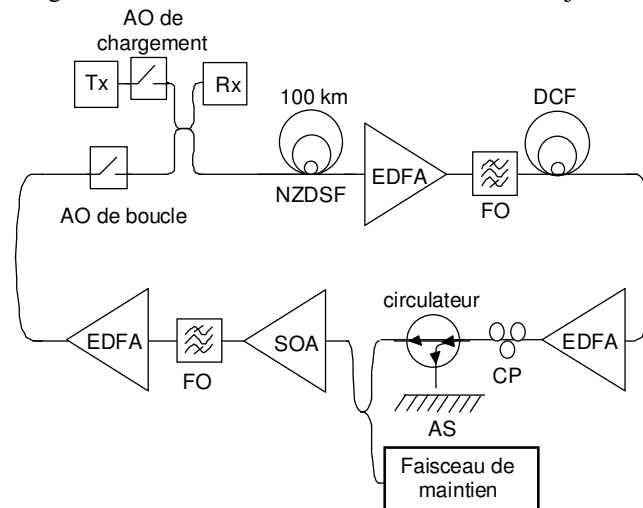 AO de
chargement
Tx
Rx
100 km
DCF
EDFA
NZDSF
FO
AO de boucle
circulateur
EDFA
FO
SOA
CP
EDFA
AS
Faisceau de
maintien